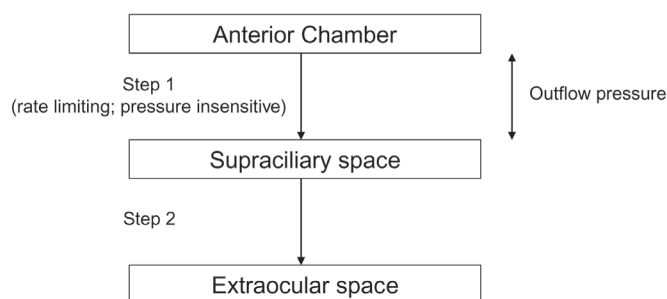 Anterior Chamber
Step 1
(rate limiting; pressure insensitive)
Outflow pressure
Supraciliary space
Step 2
Extraocular space